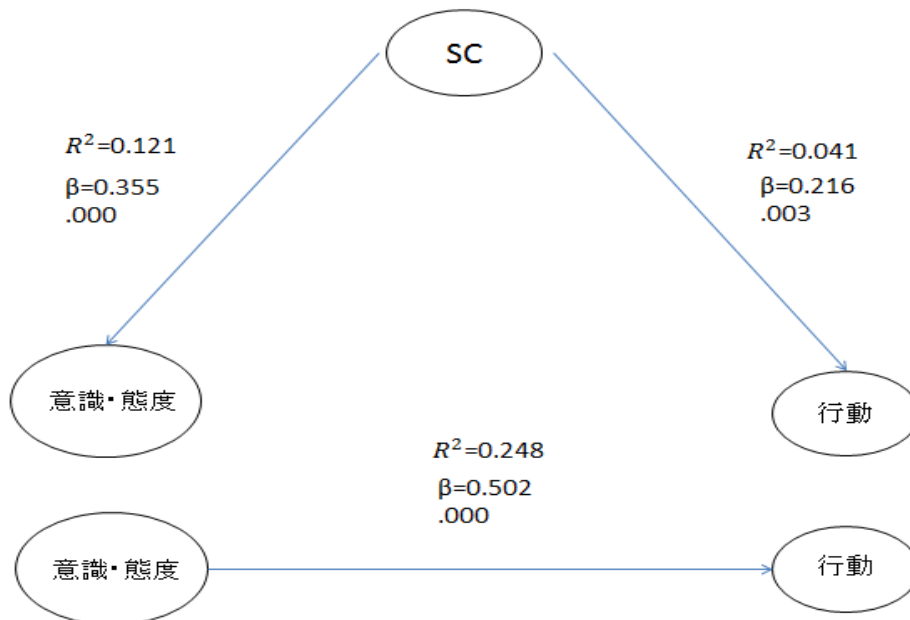 SC
R²=0.121
β=0.355
.000
R²=0.041
β=0.216
.003
意識・態度
行動
R²=0.248
β=0.502
.000
意識・態度
行動